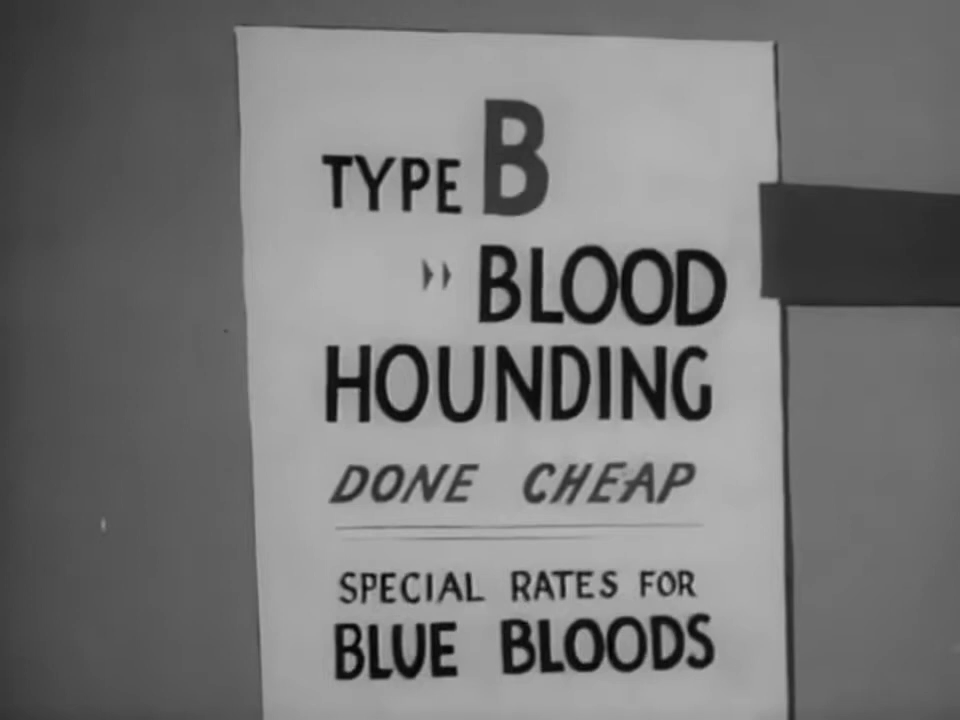 TYPE B
" BLOOD
HOUNDING
DONE CHEAP
SPECIAL RATES FOR
BLUE BLOODS